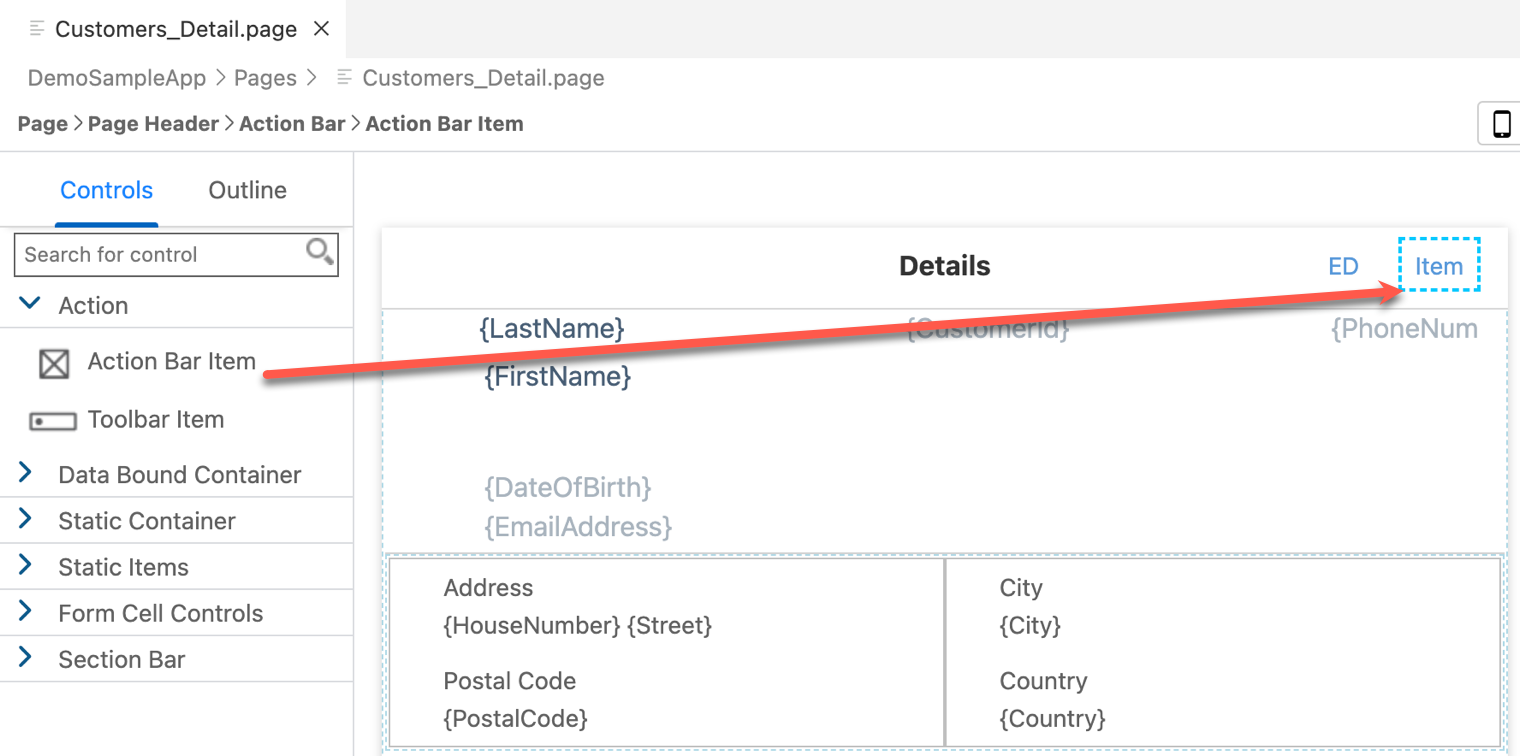 Customers_Detail.page
DemoSampleApp > Pages > Customers_Detail.page
Page > Page Header > Action Bar > Action Bar Item
Controls Outline
Search for control
Action
Action Bar Item
Toolbar Item
Data Bound Container
Static Container
Static Items
Form Cell Controls
Section Bar
Details ED Item
{LastName} {CustomerId} {PhoneNum
{FirstName}
{DateOfBirth}
{EmailAddress}
Address City
{HouseNumber} {Street} {City}
Postal Code Country
{PostalCode} {Country}